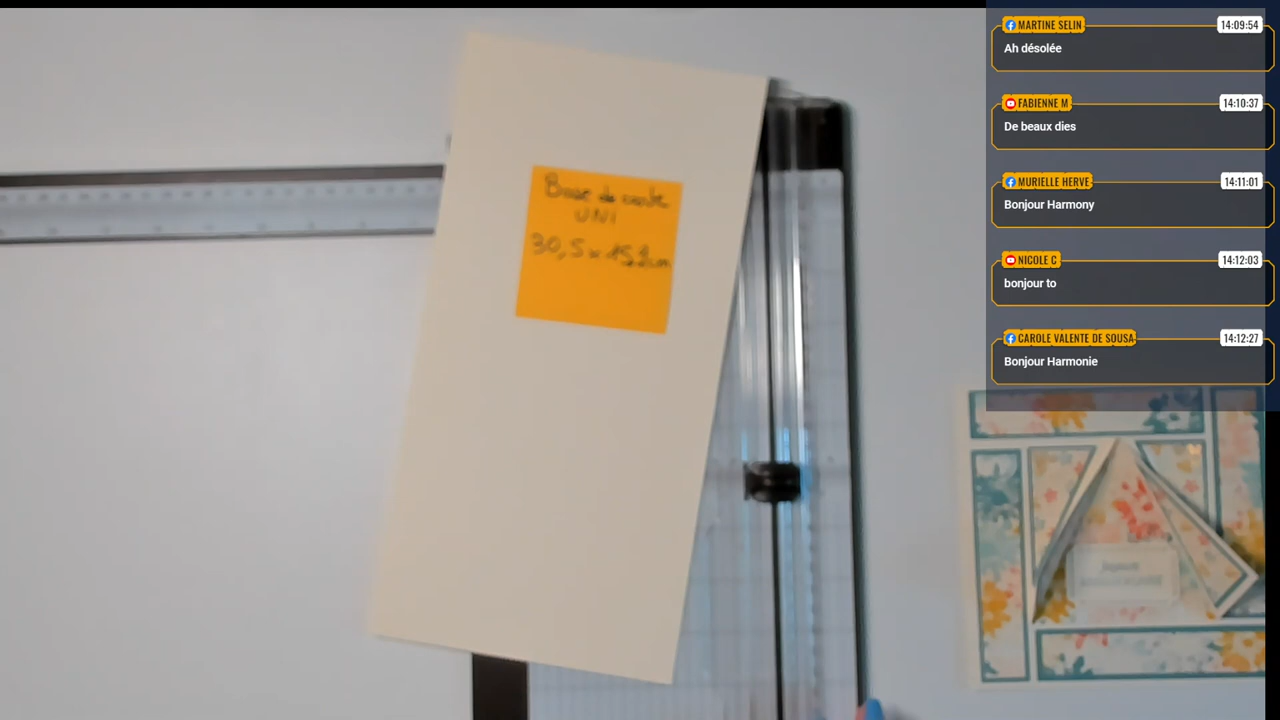 Base de carte
UNI
30,5 x 15,2cm
MARTINE SELIN
14:09:54
Ah désolée
FABIENNE M
14:10:37
De beaux dies
MURIELLE HERVE
14:11:01
Bonjour Harmony
NICOLE C
14:12:03
bonjour to
CAROLE VALENTE DE SOUSA
14:12:27
Bonjour Harmonie